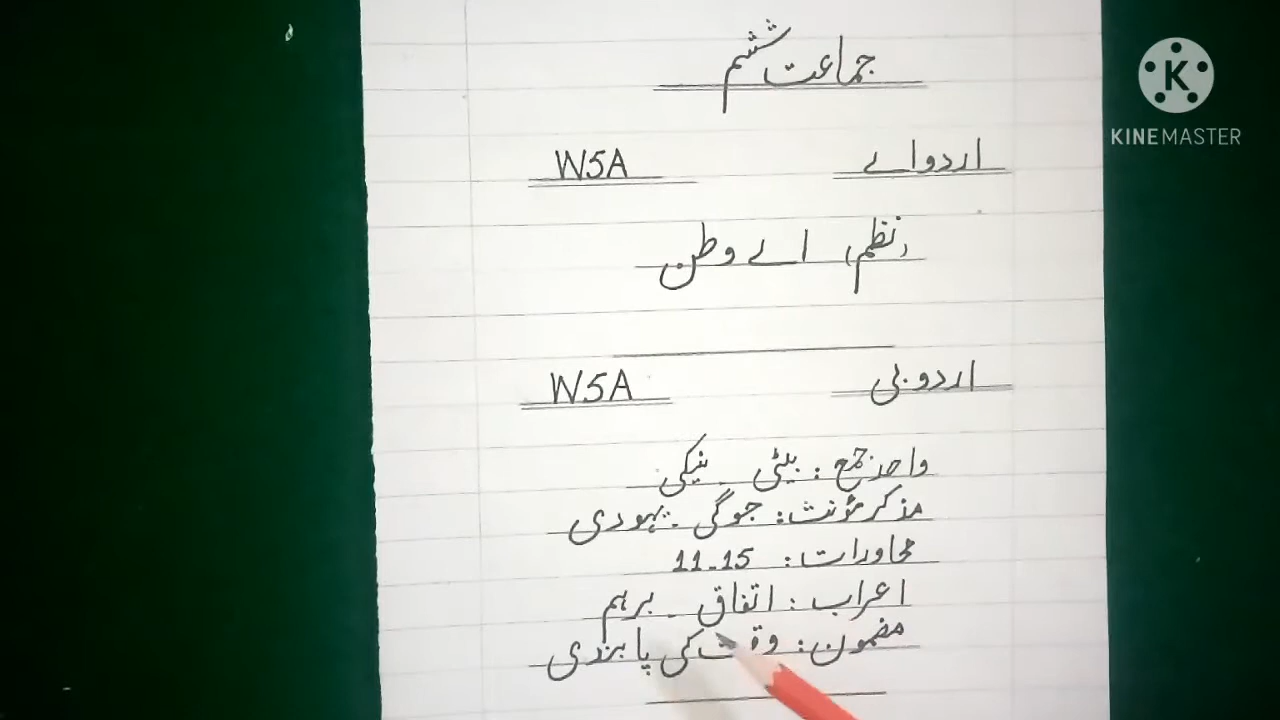 جماعت ششم
اردو اے W5A
(نظم) اے وطن
اردو بی W5A
واحد جمع : بیٹی - نیکی
مذکر مؤنث : جوگی - یہودی
محاورات : 11-15
اعراب : اتفاق - برہم
مضمون : وقت کی پابندی
K
KINEMASTER